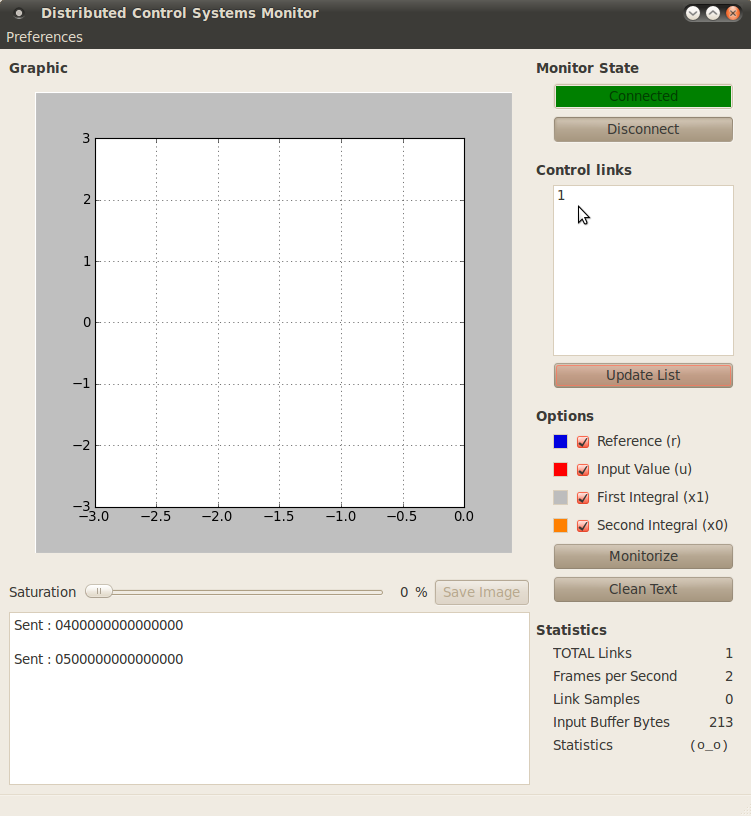 Distributed Control Systems Monitor
Preferences
Graphic
3
2
1
0
−1
−2
−3
−3.0 −2.5 −2.0 −1.5 −1.0 −0.5 0.0
Saturation 0 % Save Image
Sent : 0400000000000000
Sent : 0500000000000000
Monitor State
Connected
Disconnect
Control links
1
Update List
Options
Reference (r)
Input Value (u)
First Integral (x1)
Second Integral (x0)
Monitorize
Clean Text
Statistics
TOTAL Links 1
Frames per Second 2
Link Samples 0
Input Buffer Bytes 213
Statistics (o_o)